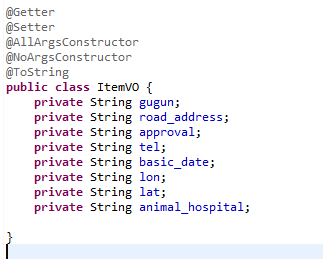 @Getter
@Setter
@AllArgsConstructor
@NoArgsConstructor
@ToString
public class ItemVO {
    private String gugun;
    private String road_address;
    private String approval;
    private String tel;
    private String basic_date;
    private String lon;
    private String lat;
    private String animal_hospital;
}